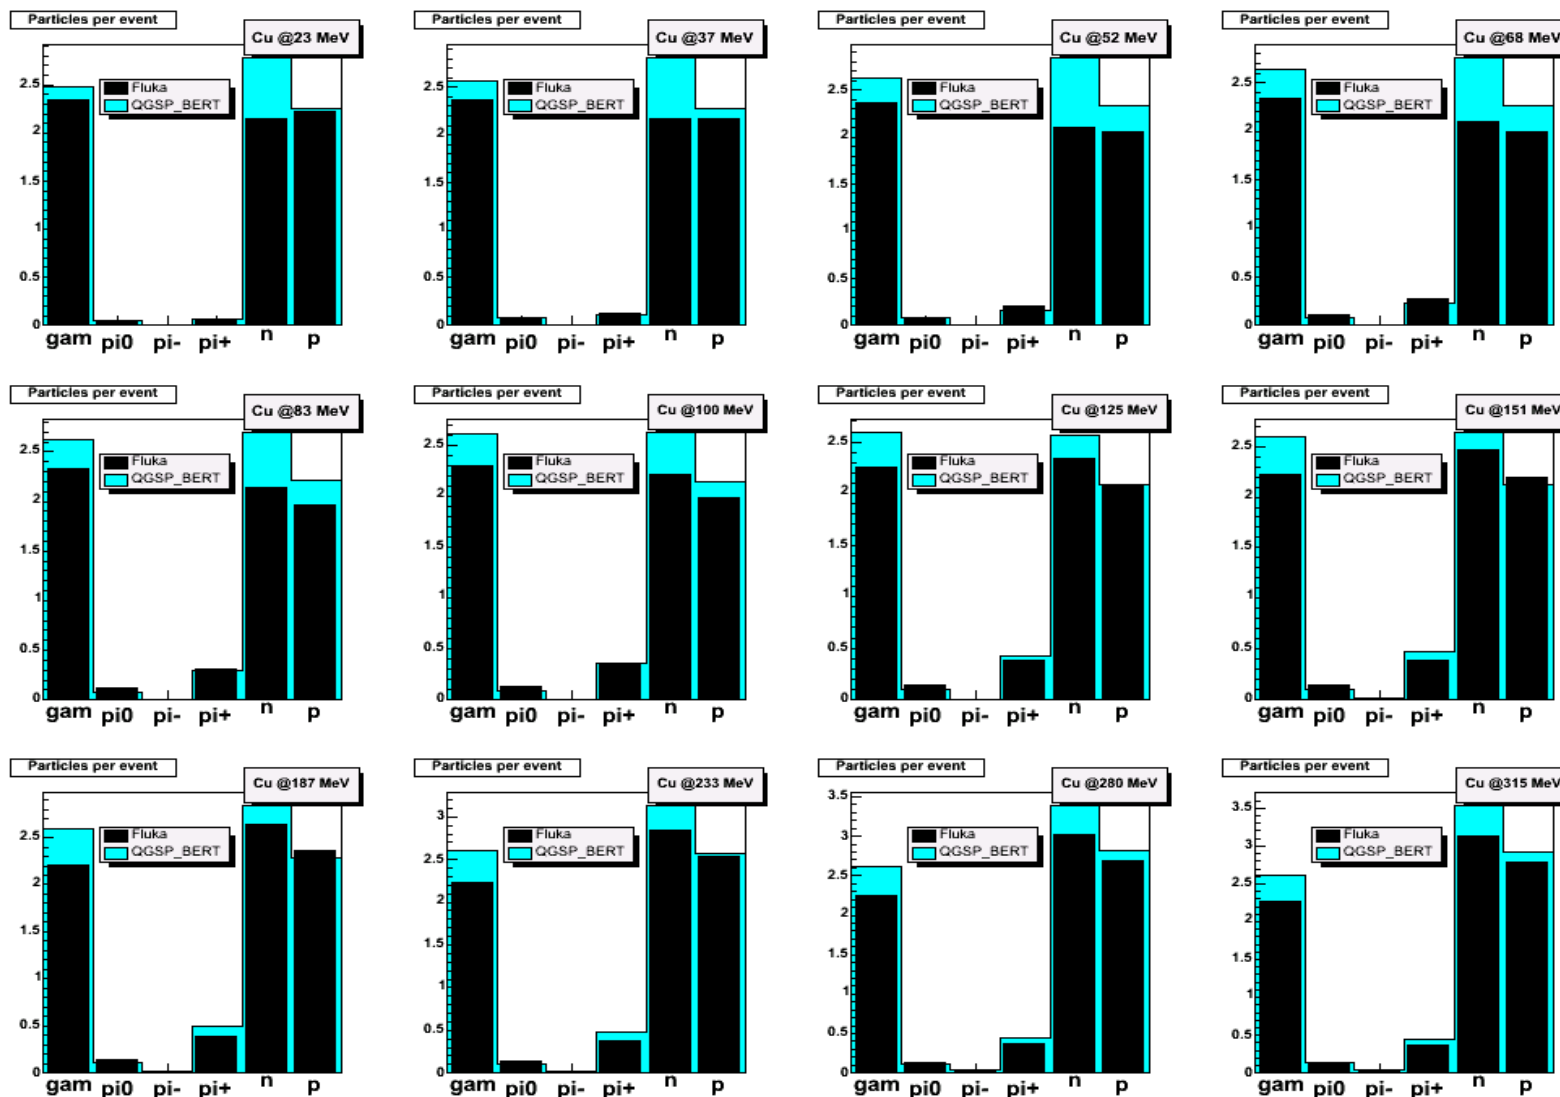 Particles per event
Cu @23 MeV
Fluka
QGSP_BERT
2.5
2
1.5
1
0.5
0
gam pi0 pi- pi+ n p
Particles per event
Cu @37 MeV
Fluka
QGSP_BERT
2.5
2
1.5
1
0.5
0
gam pi0 pi- pi+ n p
Particles per event
Cu @52 MeV
Fluka
QGSP_BERT
2.5
2
1.5
1
0.5
0
gam pi0 pi- pi+ n p
Particles per event
Cu @68 MeV
Fluka
QGSP_BERT
2.5
2
1.5
1
0.5
0
gam pi0 pi- pi+ n p
Particles per event
Cu @83 MeV
Fluka
QGSP_BERT
2.5
2
1.5
1
0.5
0
gam pi0 pi- pi+ n p
Particles per event
Cu @100 MeV
Fluka
QGSP_BERT
2.5
2
1.5
1
0.5
0
gam pi0 pi- pi+ n p
Particles per event
Cu @125 MeV
Fluka
QGSP_BERT
2.5
2
1.5
1
0.5
0
gam pi0 pi- pi+ n p
Particles per event
Cu @151 MeV
Fluka
QGSP_BERT
2.5
2
1.5
1
0.5
0
gam pi0 pi- pi+ n p
Particles per event
Cu @187 MeV
Fluka
QGSP_BERT
2.5
2
1.5
1
0.5
0
gam pi0 pi- pi+ n p
Particles per event
Cu @233 MeV
Fluka
QGSP_BERT
3
2.5
2
1.5
1
0.5
0
gam pi0 pi- pi+ n p
Particles per event
Cu @280 MeV
Fluka
QGSP_BERT
3.5
3
2.5
2
1.5
1
0.5
0
gam pi0 pi- pi+ n p
Particles per event
Cu @315 MeV
Fluka
QGSP_BERT
3.5
3
2.5
2
1.5
1
0.5
0
gam pi0 pi- pi+ n p